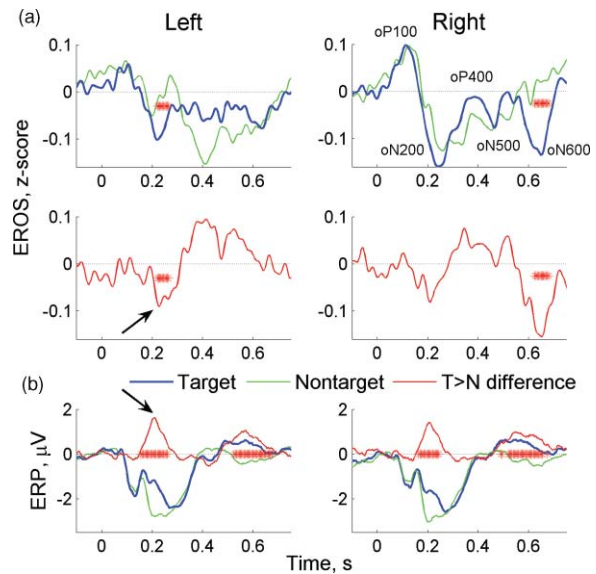 (a)
Left
Right
EROS, z-score
0.1
0
-0.1
0 0.2 0.4 0.6
oP100
oP400
oN200
oN500
oN600
0 0.2 0.4 0.6
0.1
0
-0.1
0 0.2 0.4 0.6
0 0.2 0.4 0.6
(b)
Target Nontarget T>N difference
ERP, μV
2
0
-2
0 0.2 0.4 0.6
0 0.2 0.4 0.6
Time, s